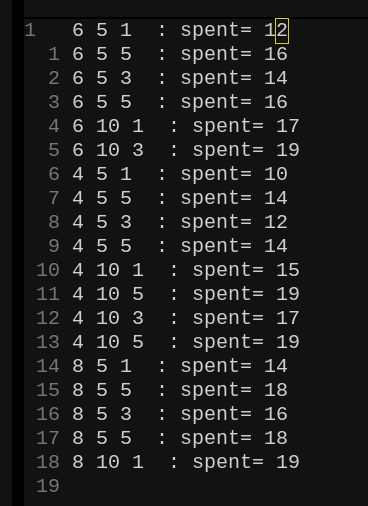 1 6 5 1 : spent= 12
1 6 5 5 : spent= 16
2 6 5 3 : spent= 14
3 6 5 5 : spent= 16
4 6 10 1 : spent= 17
5 6 10 3 : spent= 19
6 4 5 1 : spent= 10
7 4 5 5 : spent= 14
8 4 5 3 : spent= 12
9 4 5 5 : spent= 14
10 4 10 1 : spent= 15
11 4 10 5 : spent= 19
12 4 10 3 : spent= 17
13 4 10 5 : spent= 19
14 8 5 1 : spent= 14
15 8 5 5 : spent= 18
16 8 5 3 : spent= 16
17 8 5 5 : spent= 18
18 8 10 1 : spent= 19
19